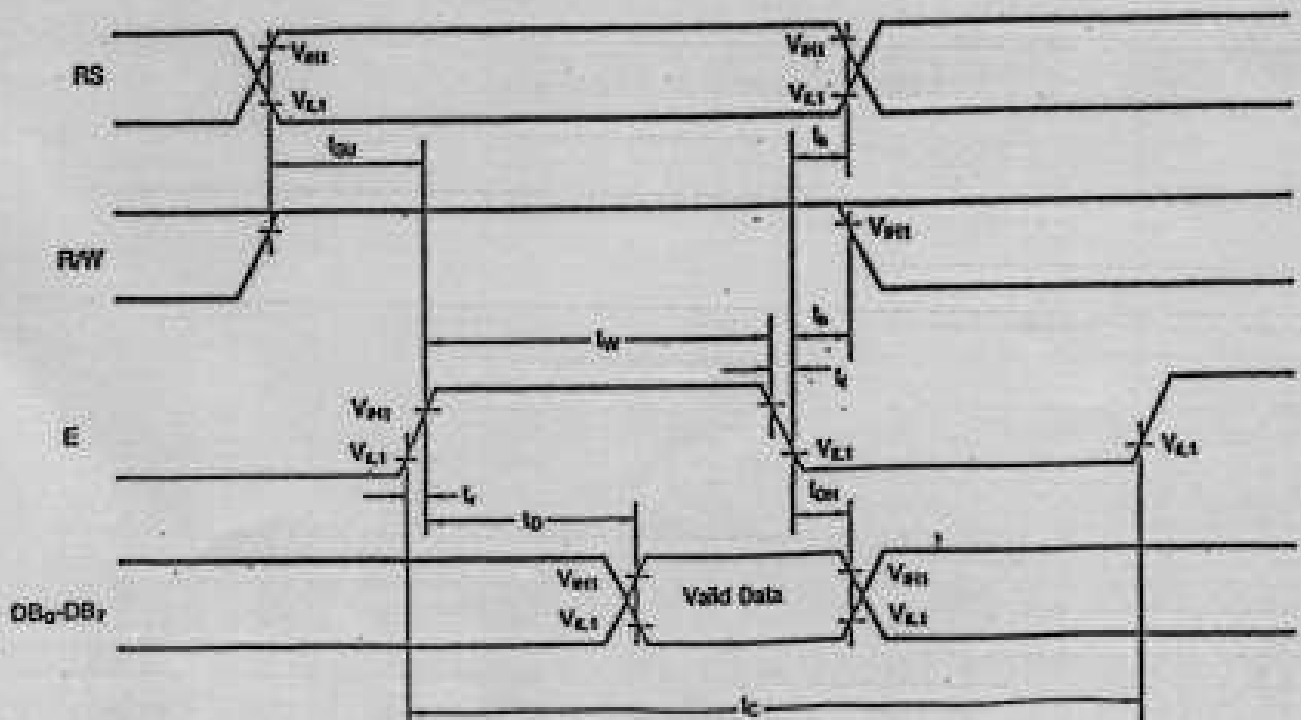 RS
VIH1
VIL1
VIH1
VIL1
tSU
th
R/W
VIH1
tW
th
tf
E
VIH1
VIL1
VIL1
VIL1
tr
tD
tDH
DB0-DB7
VIH1
VIL1
Valid Data
VIH1
VIL1
tC